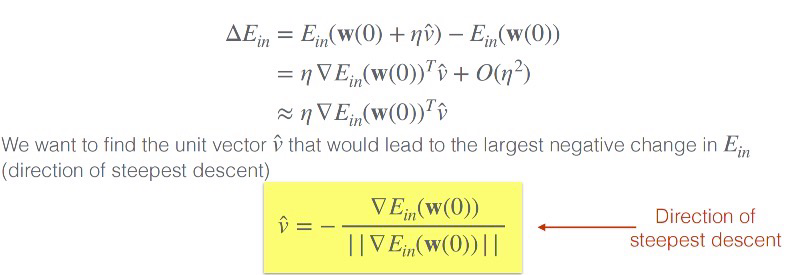 ΔE_in = E_in(w(0) + ηv̂) − E_in(w(0))
= η ∇E_in(w(0))^T v̂ + O(η²)
≈ η ∇E_in(w(0))^T v̂
We want to find the unit vector v̂ that would lead to the largest negative change in E_in
(direction of steepest descent)
v̂ = − ∇E_in(w(0)) / ||∇E_in(w(0))||
Direction of
steepest descent